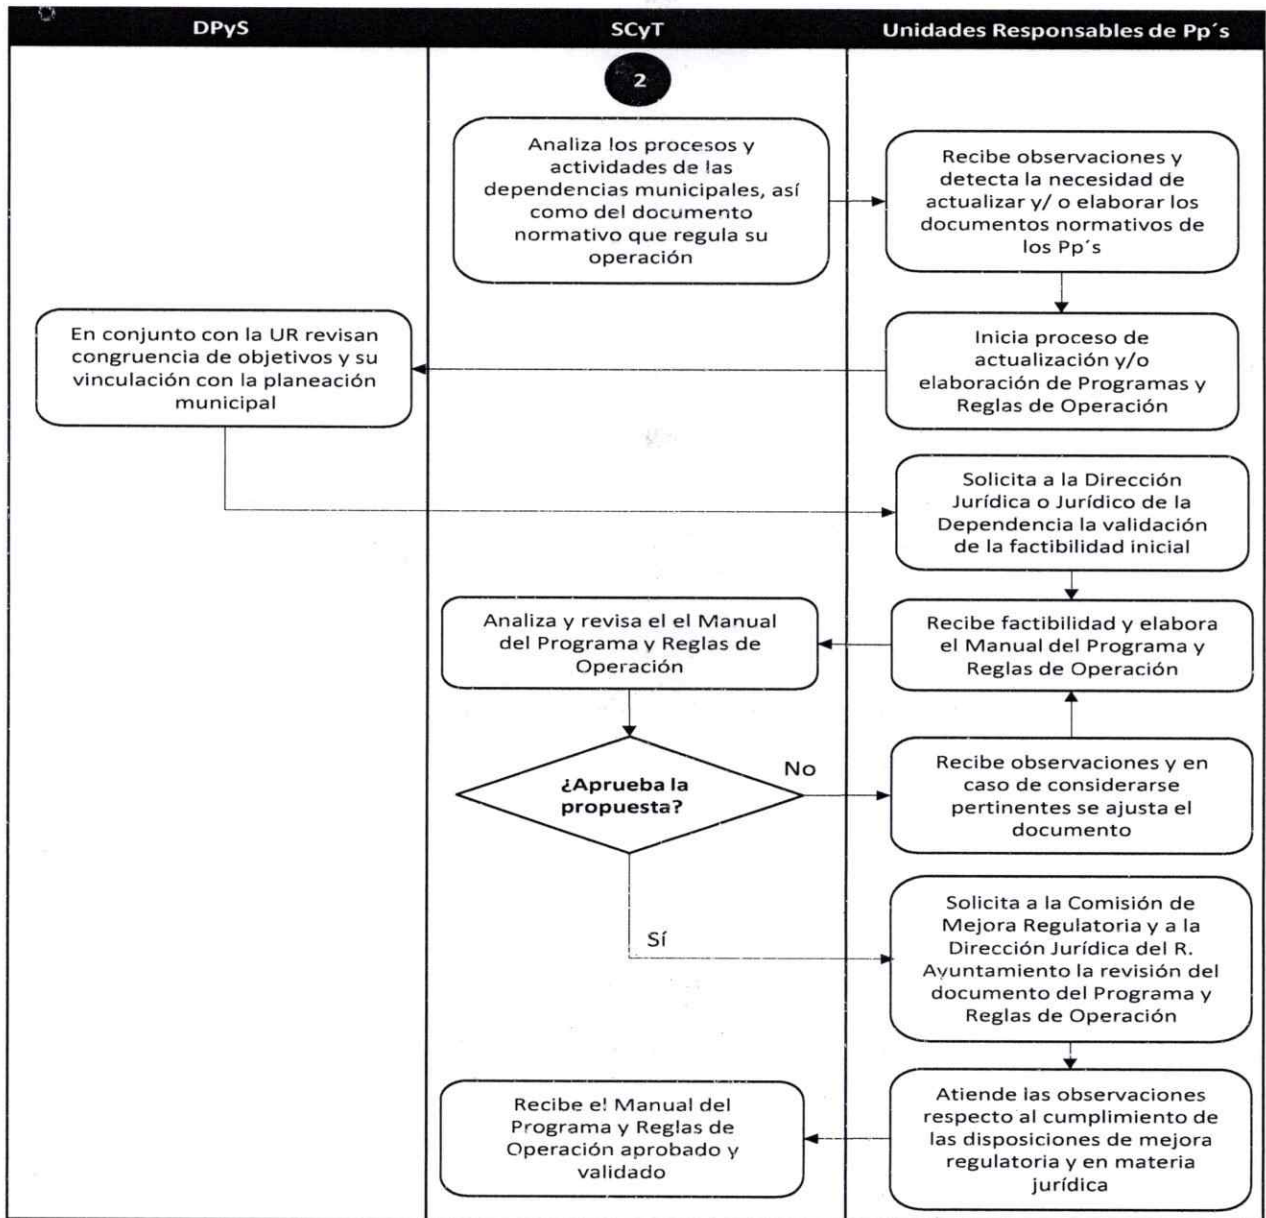 DPyS
SCyT
Unidades Responsables de Pp´s
2
Analiza los procesos y
actividades de las
dependencias municipales, así
como del documento
normativo que regula su
operación
Recibe observaciones y
detecta la necesidad de
actualizar y/ o elaborar los
documentos normativos de
los Pp´s
En conjunto con la UR revisan
congruencia de objetivos y su
vinculación con la planeación
municipal
Inicia proceso de
actualización y/o
elaboración de Programas y
Reglas de Operación
Solicita a la Dirección
Jurídica o Jurídico de la
Dependencia la validación
de la factibilidad inicial
Analiza y revisa el el Manual
del Programa y Reglas de
Operación
Recibe factibilidad y elabora
el Manual del Programa y
Reglas de Operación
¿Aprueba la
propuesta?
No
Recibe observaciones y en
caso de considerarse
pertinentes se ajusta el
documento
Sí
Solicita a la Comisión de
Mejora Regulatoria y a la
Dirección Jurídica del R.
Ayuntamiento la revisión del
documento del Programa y
Reglas de Operación
Recibe el Manual del
Programa y Reglas de
Operación aprobado y
validado
Atiende las observaciones
respecto al cumplimiento de
las disposiciones de mejora
regulatoria y en materia
jurídica